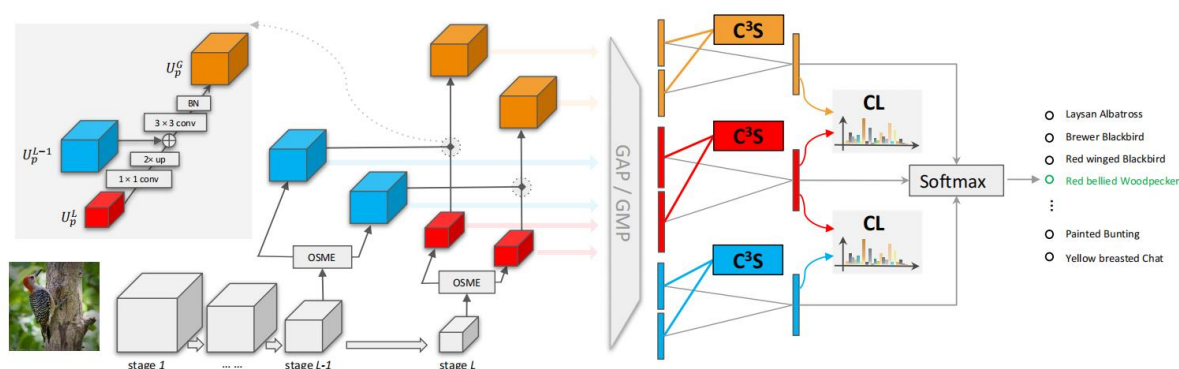 U_p^G
BN
3 × 3 conv
U_p^{L-1}
2× up
1 × 1 conv
U_p^L
OSME
OSME
stage 1
... ...
stage L-1
stage L
GAP / GMP
C³S
C³S
C³S
CL
CL
Softmax
Laysan Albatross
Brewer Blackbird
Red winged Blackbird
Red bellied Woodpecker
⋮
Painted Bunting
Yellow breasted Chat